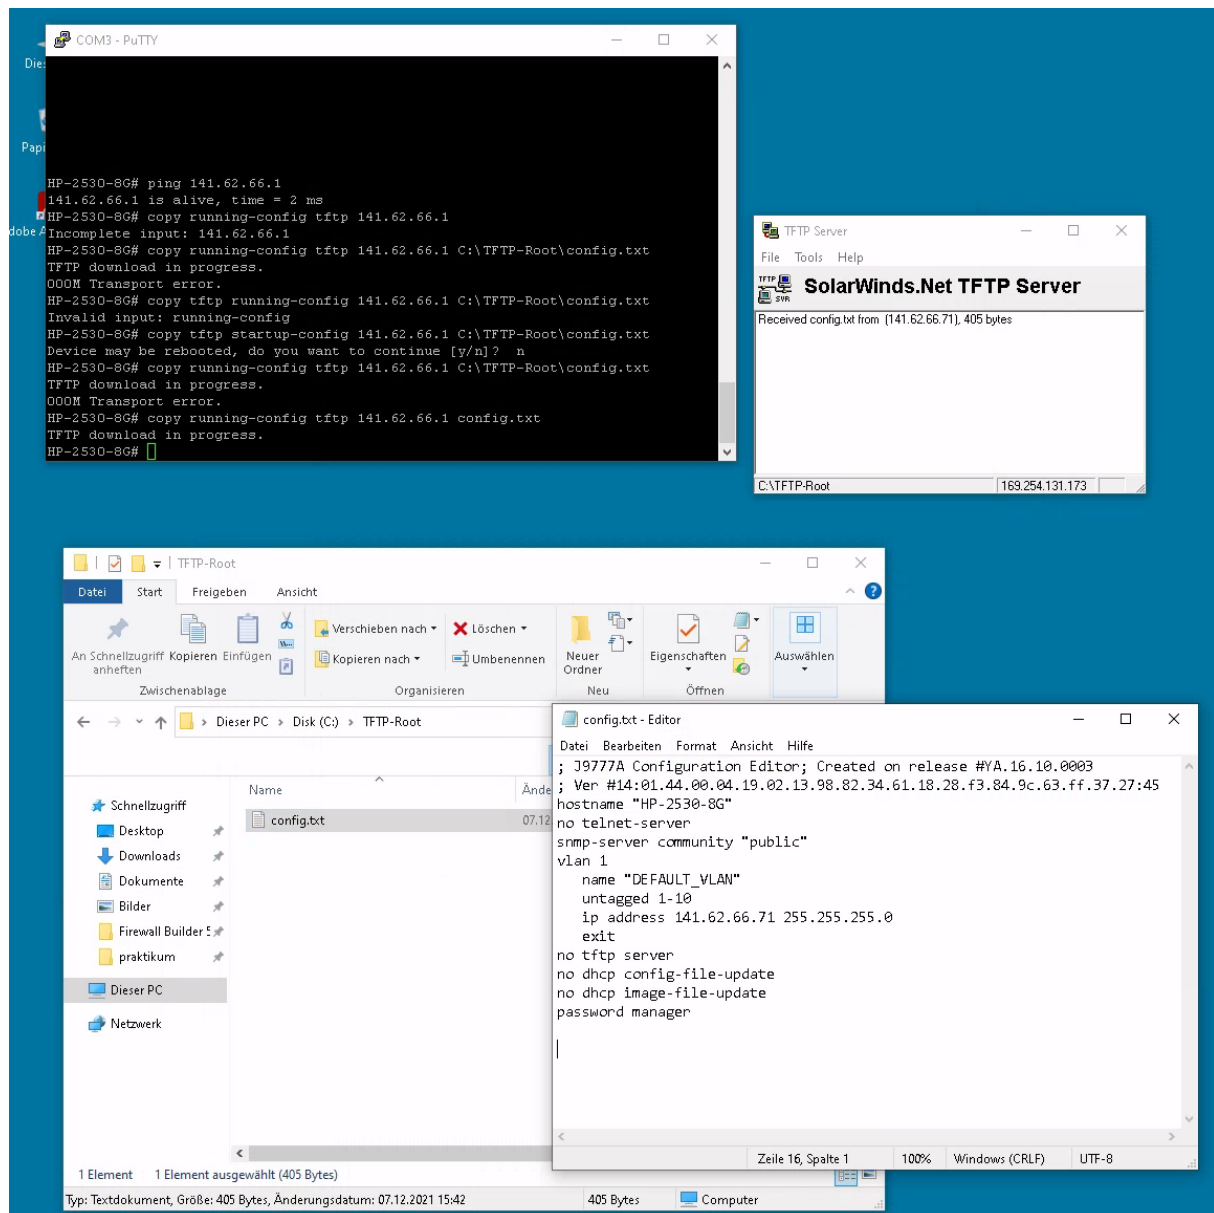 COM3 - PuTTY
Die
Papi
dobe A
HP-2530-8G# ping 141.62.66.1
141.62.66.1 is alive, time = 2 ms
HP-2530-8G# copy running-config tftp 141.62.66.1
Incomplete input: 141.62.66.1
HP-2530-8G# copy running-config tftp 141.62.66.1 C:\TFTP-Root\config.txt
TFTP download in progress.
000M Transport error.
HP-2530-8G# copy tftp running-config 141.62.66.1 C:\TFTP-Root\config.txt
Invalid input: running-config
HP-2530-8G# copy tftp startup-config 141.62.66.1 C:\TFTP-Root\config.txt
Device may be rebooted, do you want to continue [y/n]?  n
HP-2530-8G# copy running-config tftp 141.62.66.1 C:\TFTP-Root\config.txt
TFTP download in progress.
000M Transport error.
HP-2530-8G# copy running-config tftp 141.62.66.1 config.txt
TFTP download in progress.
HP-2530-8G#
TFTP Server
File Tools Help
TFTP
SVR
SolarWinds.Net TFTP Server
Received config.txt from (141.62.66.71), 405 bytes
C:\TFTP-Root 169.254.131.173
TFTP-Root
Datei Start Freigeben Ansicht
An Schnellzugriff anheften
Kopieren
Einfügen
Zwischenablage
Verschieben nach
Kopieren nach
Löschen
Umbenennen
Organisieren
Neuer Ordner
Neu
Eigenschaften
Öffnen
Auswählen
Dieser PC > Disk (C:) > TFTP-Root
Name Ände
config.txt 07.12
Schnellzugriff
Desktop
Downloads
Dokumente
Bilder
Firewall Builder 5
praktikum
Dieser PC
Netzwerk
1 Element 1 Element ausgewählt (405 Bytes)
Typ: Textdokument, Größe: 405 Bytes, Änderungsdatum: 07.12.2021 15:42 405 Bytes Computer
config.txt - Editor
Datei Bearbeiten Format Ansicht Hilfe
; J9777A Configuration Editor; Created on release #YA.16.10.0003
; Ver #14:01.44.00.04.19.02.13.98.82.34.61.18.28.f3.84.9c.63.ff.37.27:45
hostname "HP-2530-8G"
no telnet-server
snmp-server community "public"
vlan 1
name "DEFAULT_VLAN"
untagged 1-10
ip address 141.62.66.71 255.255.255.0
exit
no tftp server
no dhcp config-file-update
no dhcp image-file-update
password manager
Zeile 16, Spalte 1 100% Windows (CRLF) UTF-8